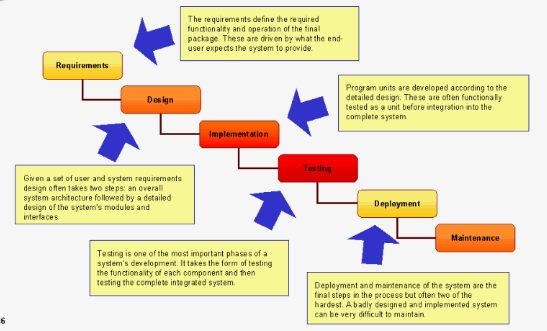 The requirements define the required
functionality and operation of the final
package. These are driven by what the end-
user expects the system to provide.
Requirements
Design
Program units are developed according to the
detailed design. These are often functionally
tested as a unit before integration into the
complete system.
Implementation
Given a set of user and system requirements
design often takes two steps: an overall
system architecture followed by a detailed
design of the system's modules and
interfaces.
Testing
Deployment
Maintenance
Testing is one of the most important phases of a
system's development. It takes the form of testing
the functionality of each component and then
testing the complete integrated system.
Deployment and maintenance of the system are the
final steps in the process but often two of the
hardest. A badly designed and implemented system
can be very difficult to maintain.